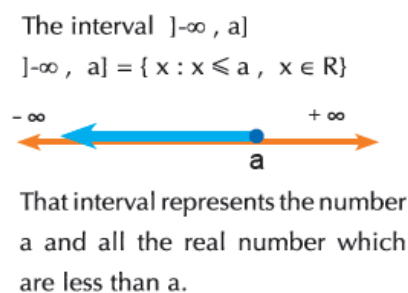 The interval ]-∞ , a]
]-∞ , a] = { x : x ⩽ a , x ∈ R}
- ∞ + ∞
a
That interval represents the number
a and all the real number which
are less than a.